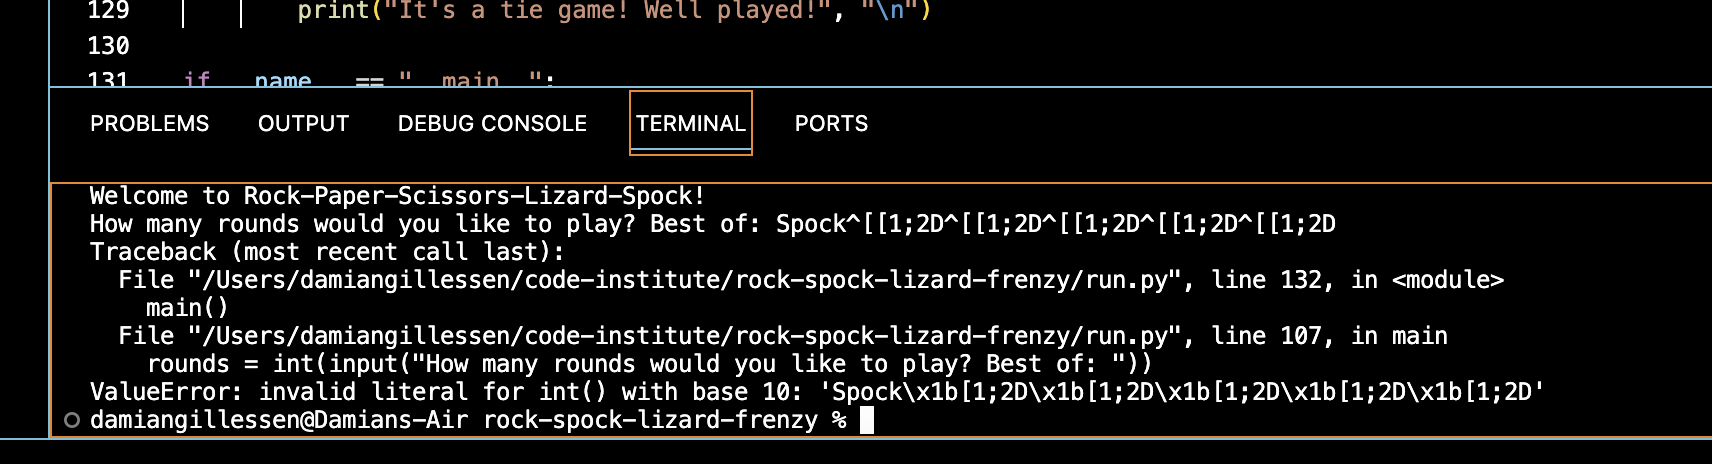 129 print("It's a tie game! Well played!", "\n")
130
131 if __name__ == "__main__":
PROBLEMS OUTPUT DEBUG CONSOLE TERMINAL PORTS
Welcome to Rock-Paper-Scissors-Lizard-Spock!
How many rounds would you like to play? Best of: Spock^[[1;2D^[[1;2D^[[1;2D^[[1;2D^[[1;2D
Traceback (most recent call last):
File "/Users/damiangillessen/code-institute/rock-spock-lizard-frenzy/run.py", line 132, in <module>
main()
File "/Users/damiangillessen/code-institute/rock-spock-lizard-frenzy/run.py", line 107, in main
rounds = int(input("How many rounds would you like to play? Best of: "))
ValueError: invalid literal for int() with base 10: 'Spock\x1b[1;2D\x1b[1;2D\x1b[1;2D\x1b[1;2D\x1b[1;2D'
damiangillessen@Damians-Air rock-spock-lizard-frenzy %